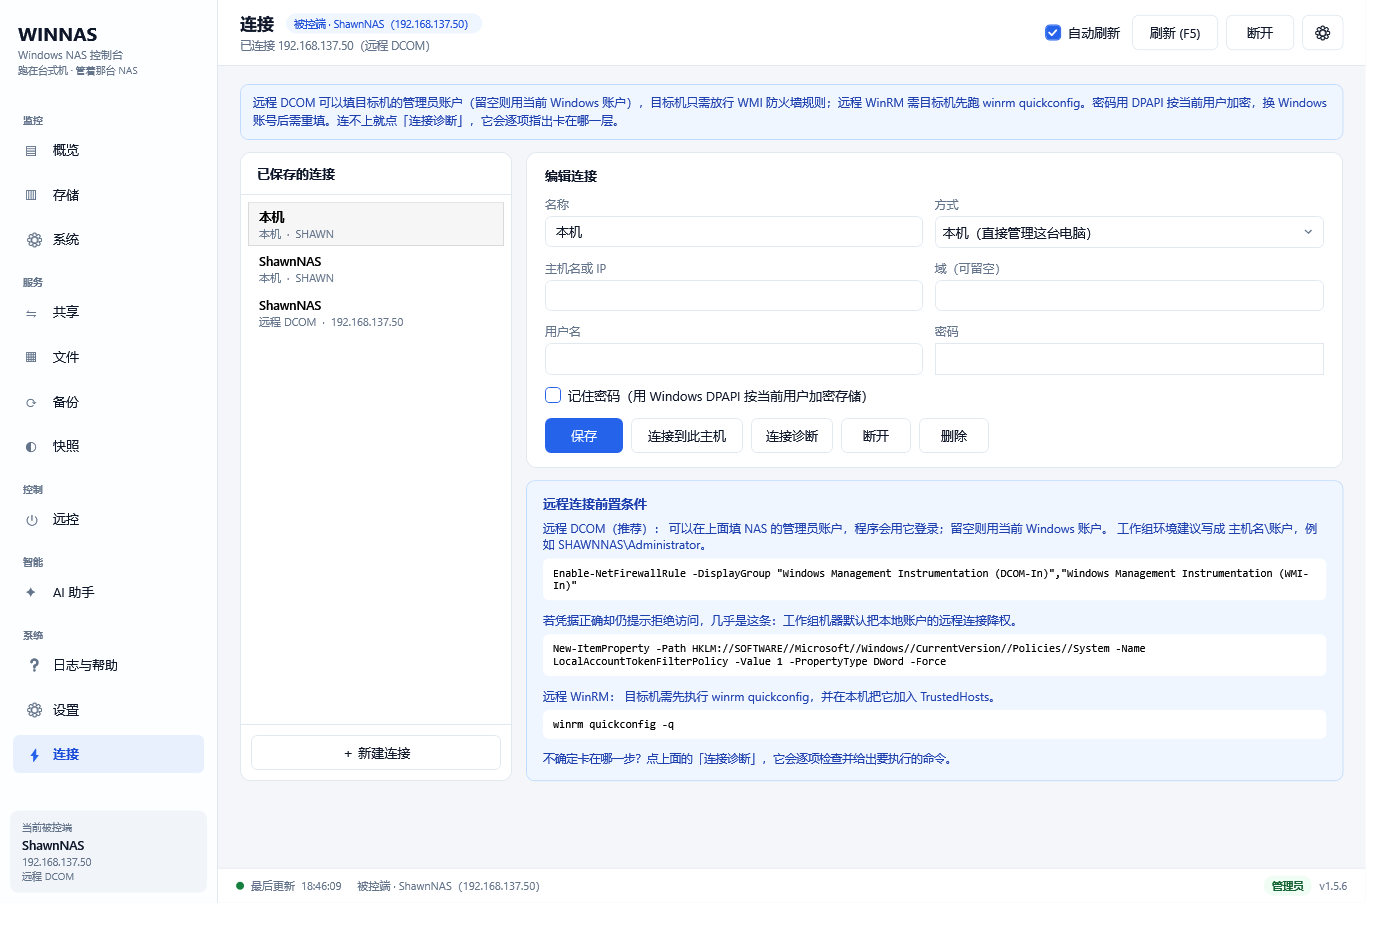 WINNAS
Windows NAS 控制台
跑在台式机 · 管着那台 NAS
监控
概览
存储
系统
服务
共享
文件
备份
快照
控制
远控
智能
AI 助手
系统
日志与帮助
设置
连接
当前被控端
ShawnNAS
192.168.137.50
远程 DCOM
连接
被控端 · ShawnNAS（192.168.137.50）
已连接 192.168.137.50（远程 DCOM）
自动刷新
刷新 (F5)
断开
远程 DCOM 可以填目标机的管理员账户（留空则用当前 Windows 账户），目标机只需放行 WMI 防火墙规则；远程 WinRM 需目标机先跑 winrm quickconfig。密码用 DPAPI 按当前用户加密，换 Windows
账号后需重填。连不上就点「连接诊断」，它会逐项指出卡在哪一层。
已保存的连接
本机
本机 · SHAWN
ShawnNAS
本机 · SHAWN
ShawnNAS
远程 DCOM · 192.168.137.50
+ 新建连接
编辑连接
名称
方式
本机
本机（直接管理这台电脑）
主机名或 IP
域（可留空）
用户名
密码
记住密码（用 Windows DPAPI 按当前用户加密存储）
保存
连接到此主机
连接诊断
断开
删除
远程连接前置条件
远程 DCOM（推荐）： 可以在上面填 NAS 的管理员账户，程序会用它登录；留空则用当前 Windows 账户。 工作组环境建议写成 主机名\账户，例
如 SHAWNNAS\Administrator。
Enable-NetFirewallRule -DisplayGroup "Windows Management Instrumentation (DCOM-In)","Windows Management Instrumentation (WMI-
In)"
若凭据正确却仍提示拒绝访问，几乎是这条：工作组机器默认把本地账户的远程连接降权。
New-ItemProperty -Path HKLM://SOFTWARE//Microsoft//Windows//CurrentVersion//Policies//System -Name
LocalAccountTokenFilterPolicy -Value 1 -PropertyType DWord -Force
远程 WinRM： 目标机需先执行 winrm quickconfig，并在本机把它加入 TrustedHosts。
winrm quickconfig -q
不确定卡在哪一步？点上面的「连接诊断」，它会逐项检查并给出要执行的命令。
最后更新 18:46:09
被控端 · ShawnNAS（192.168.137.50）
管理员
v1.5.6